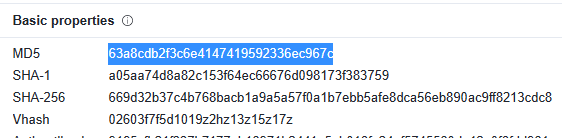 Basic properties
MD5 63a8cdb2f3c6e4147419592336ec967c
SHA-1 a05aa74d8a82c153f64ec66676d098173f383759
SHA-256 669d32b37c4b768bacb1a9a5a57f0a1b7ebb5afe8dca56eb890ac9ff8213cdc8
Vhash 02603f7f5d1019z2hz13z15z17z